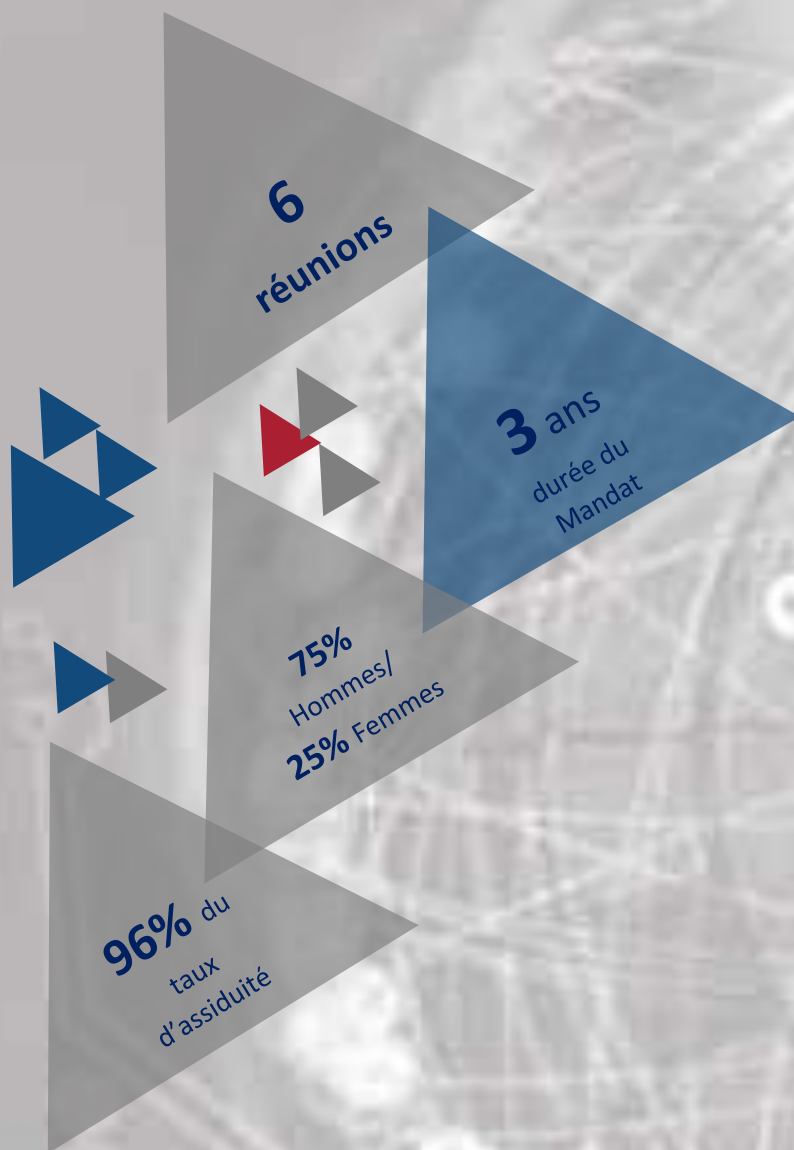 6
réunions
3 ans
durée du
Mandat
75%
Hommes/
25% Femmes
96% du
taux
d’assiduité